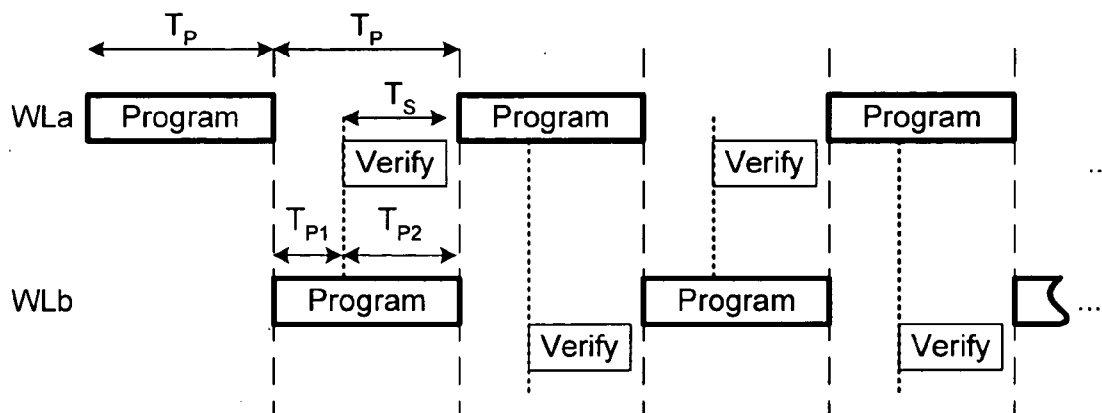 T_P T_P
WLa Program T_S Program Program
Verify Verify ...
T_P1 T_P2
WLb Program Program ...
Verify Verify